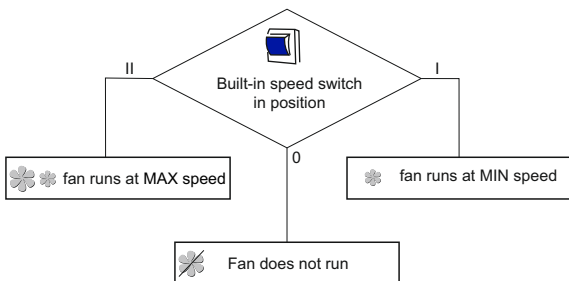 Built-in speed switch
in position
II
I
0
fan runs at MAX speed
fan runs at MIN speed
Fan does not run